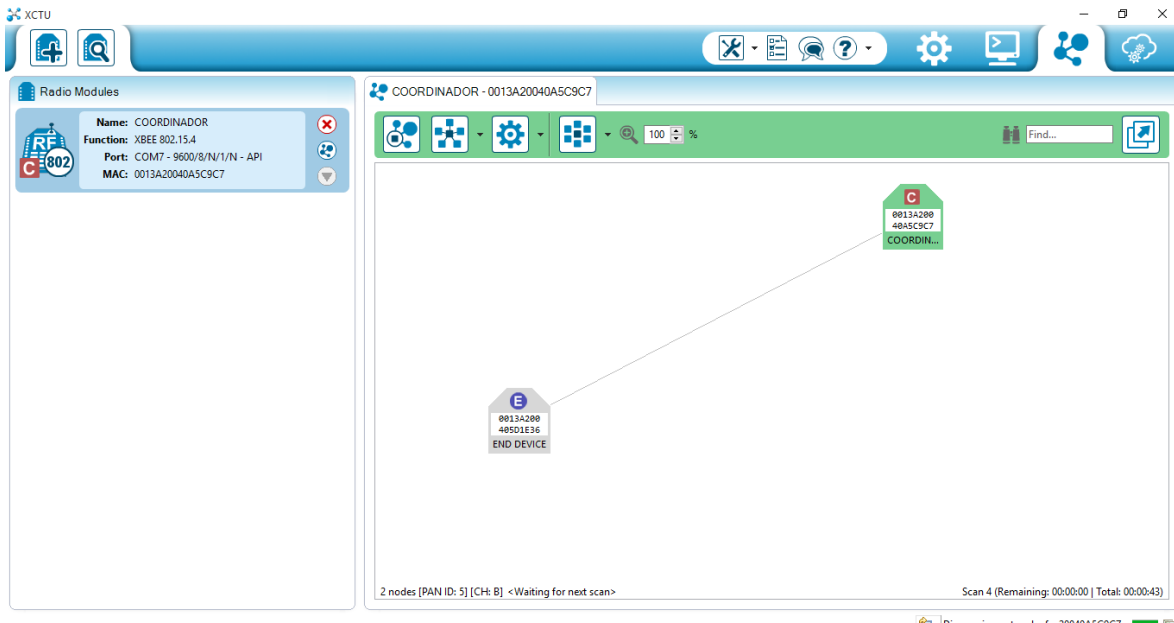 XCTU
Radio Modules
Name: COORDINADOR
Function: XBEE 802.15.4
Port: COM7 - 9600/8/N/1/N - API
MAC: 0013A20040A5C9C7
RF
C 802
COORDINADOR - 0013A20040A5C9C7
100 %
Find...
C
0013A200
40A5C9C7
COORDIN...
E
0013A200
405D1E36
END DEVICE
2 nodes [PAN ID: 5] [CH: B] <Waiting for next scan>
Scan 4 (Remaining: 00:00:00 | Total: 00:00:43)